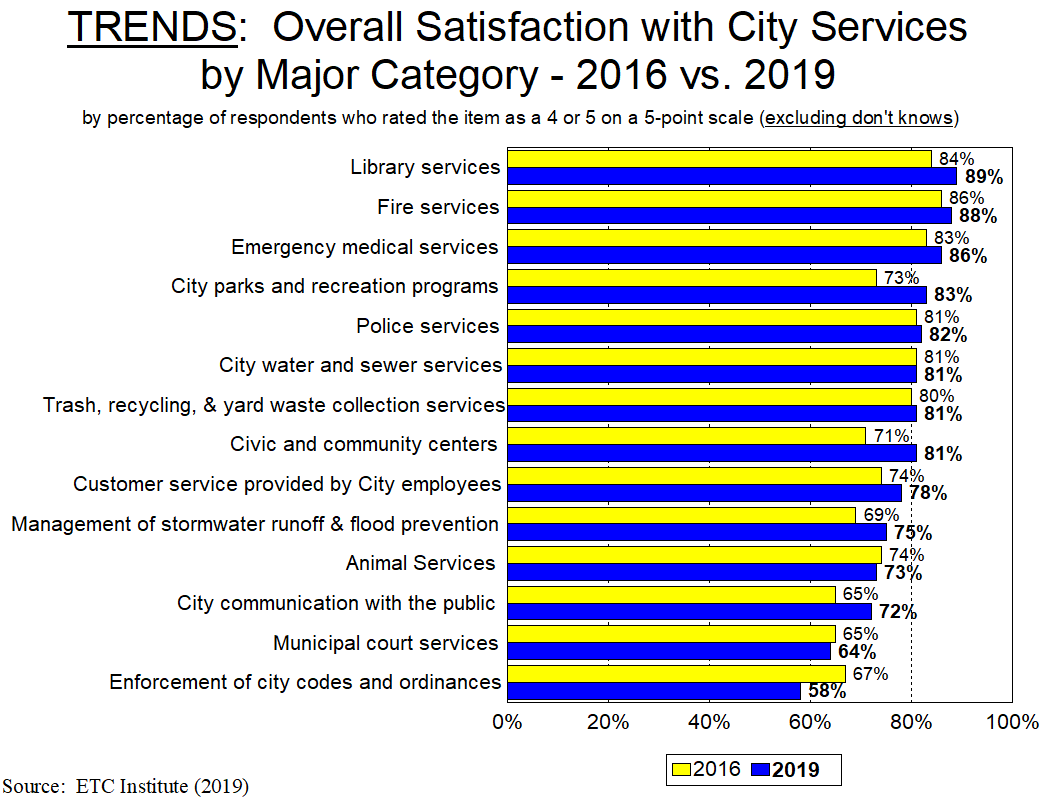 TRENDS: Overall Satisfaction with City Services
by Major Category - 2016 vs. 2019
by percentage of respondents who rated the item as a 4 or 5 on a 5-point scale (excluding don't knows)
Library services
84%
89%
Fire services
86%
88%
Emergency medical services
83%
86%
City parks and recreation programs
73%
83%
Police services
81%
82%
City water and sewer services
81%
81%
Trash, recycling, & yard waste collection services
80%
81%
Civic and community centers
71%
81%
Customer service provided by City employees
74%
78%
Management of stormwater runoff & flood prevention
69%
75%
Animal Services
74%
73%
City communication with the public
65%
72%
Municipal court services
65%
64%
Enforcement of city codes and ordinances
67%
58%
0% 20% 40% 60% 80% 100%
2016 2019
Source: ETC Institute (2019)